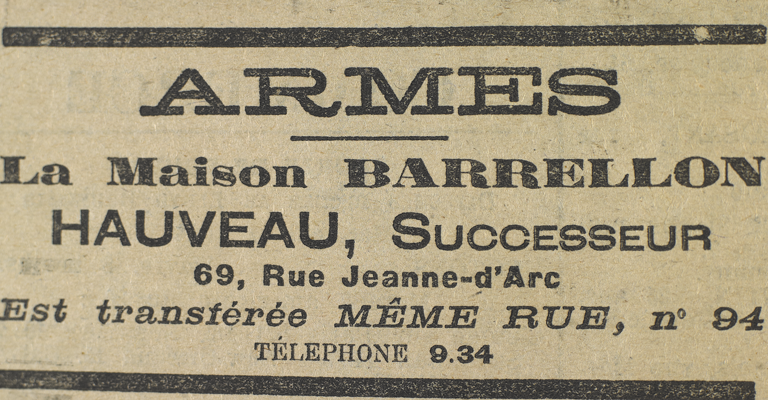 ARMES
La Maison BARRELLON
HAUVEAU, SUCCESSEUR
69, Rue Jeanne-d'Arc
Est transférée MÊME RUE, n° 94
TÉLEPHONE 9.34